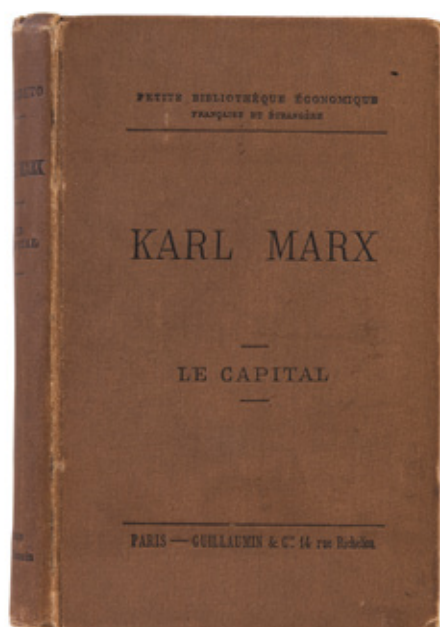 PETITE BIBLIOTHÈQUE ÉCONOMIQUE
FRANÇAISE ET ÉTRANGÈRE
KARL MARX
LE CAPITAL
PARIS — GUILLAUMIN & Cie 14 rue Richelieu